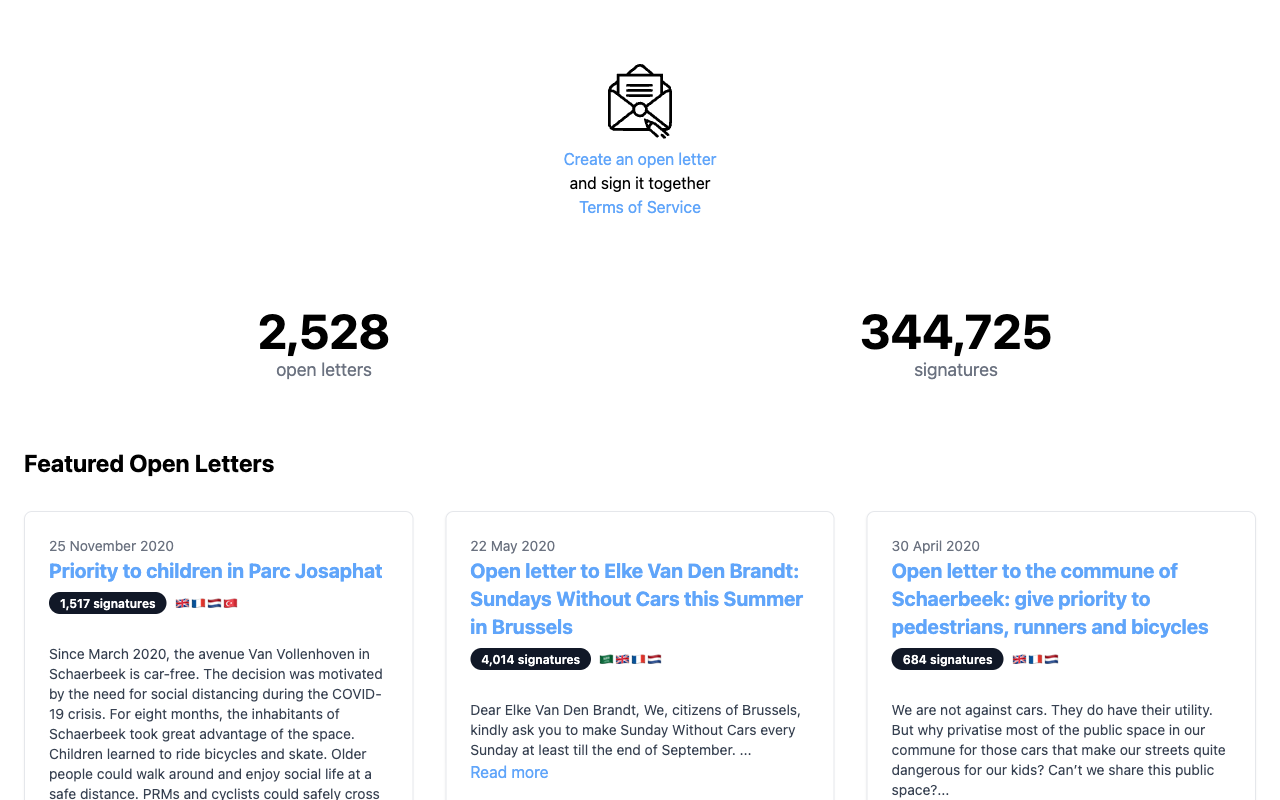 Create an open letter
and sign it together
Terms of Service
2,528
open letters
344,725
signatures
Featured Open Letters
25 November 2020
Priority to children in Parc Josaphat
1,517 signatures
Since March 2020, the avenue Van Vollenhoven in
Schaerbeek is car-free. The decision was motivated
by the need for social distancing during the COVID-
19 crisis. For eight months, the inhabitants of
Schaerbeek took great advantage of the space.
Children learned to ride bicycles and skate. Older
people could walk around and enjoy social life at a
safe distance. PRMs and cyclists could safely cross
22 May 2020
Open letter to Elke Van Den Brandt:
Sundays Without Cars this Summer
in Brussels
4,014 signatures
Dear Elke Van Den Brandt, We, citizens of Brussels,
kindly ask you to make Sunday Without Cars every
Sunday at least till the end of September. ...
Read more
30 April 2020
Open letter to the commune of
Schaerbeek: give priority to
pedestrians, runners and bicycles
684 signatures
We are not against cars. They do have their utility.
But why privatise most of the public space in our
commune for those cars that make our streets quite
dangerous for our kids? Can’t we share this public
space?...